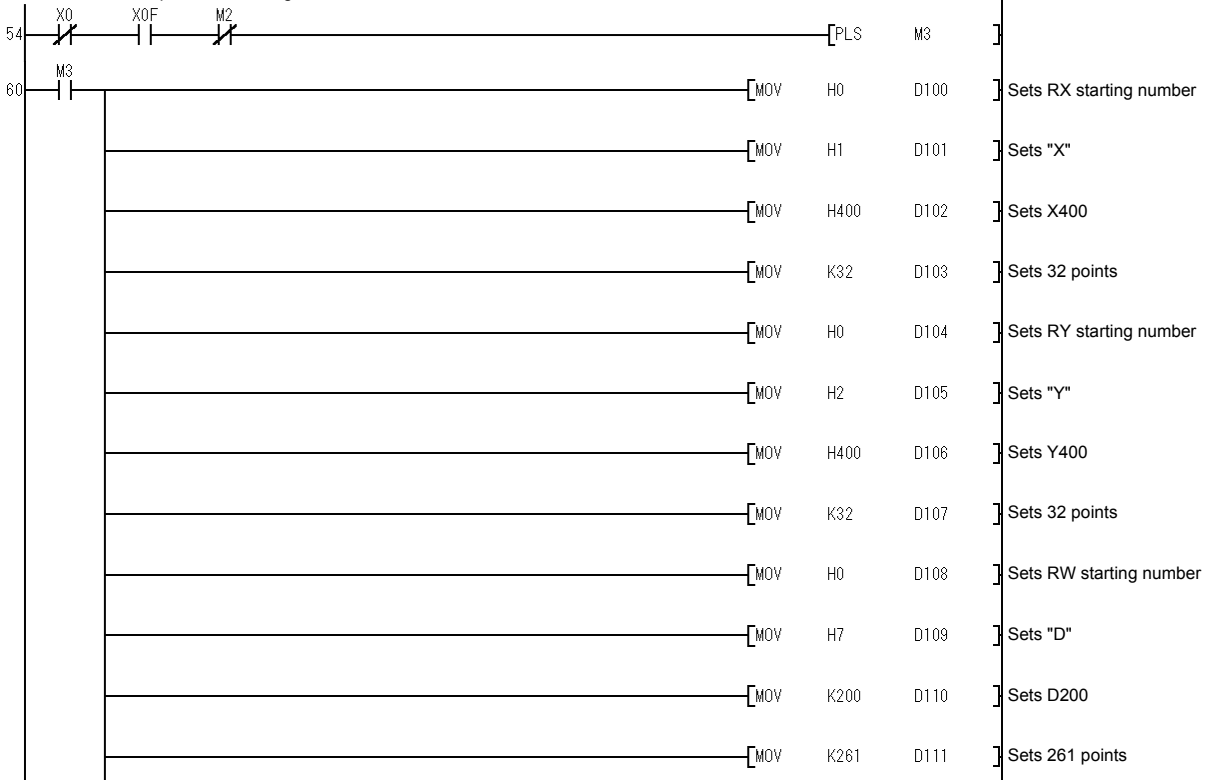 X0 X0F M2
54 [PLS M3 ]
M3
60 [MOV H0 D100 ] Sets RX starting number
[MOV H1 D101 ] Sets "X"
[MOV H400 D102 ] Sets X400
[MOV K32 D103 ] Sets 32 points
[MOV H0 D104 ] Sets RY starting number
[MOV H2 D105 ] Sets "Y"
[MOV H400 D106 ] Sets Y400
[MOV K32 D107 ] Sets 32 points
[MOV H0 D108 ] Sets RW starting number
[MOV H7 D109 ] Sets "D"
[MOV K200 D110 ] Sets D200
[MOV K261 D111 ] Sets 261 points